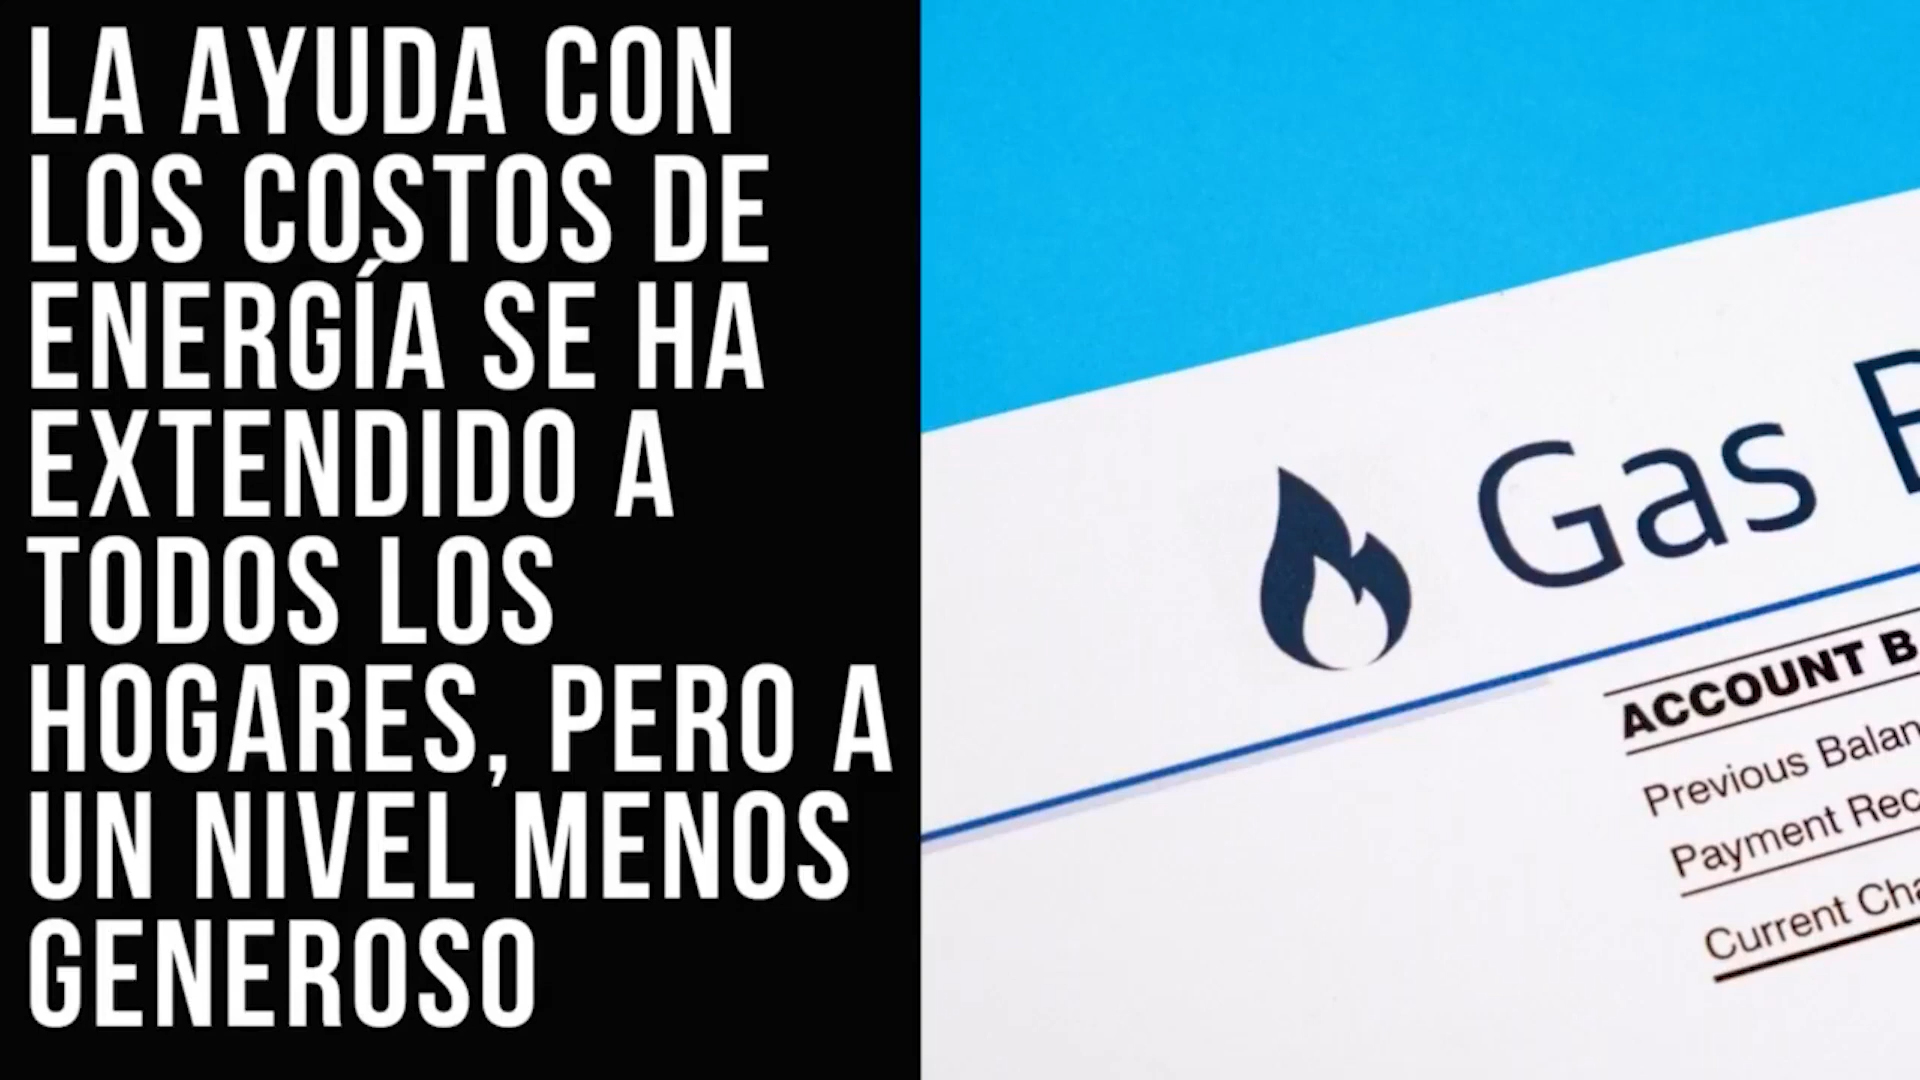 LA AYUDA CON
LOS COSTOS DE
ENERGÍA SE HA
EXTENDIDO A
TODOS LOS
HOGARES, PERO A
UN NIVEL MENOS
GENEROSO
Gas
ACCOUNT
Previous
Payment
Current